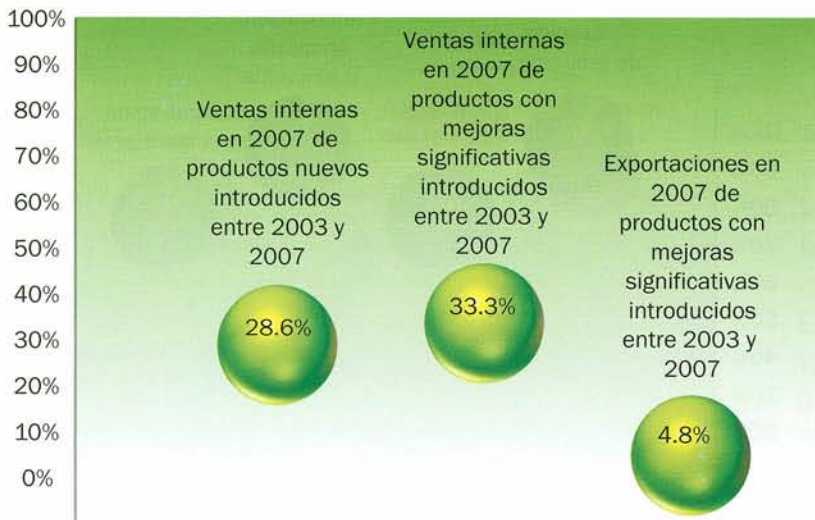 100%
90%
80%
70%
60%
50%
40%
30%
20%
10%
0%
Ventas internas
en 2007 de
productos nuevos
introducidos
entre 2003 y
2007
28.6%
Ventas internas
en 2007 de
productos con
mejoras
significativas
introducidos
entre 2003 y
2007
33.3%
Exportaciones en
2007 de
productos con
mejoras
significativas
introducidos
entre 2003 y
2007
4.8%